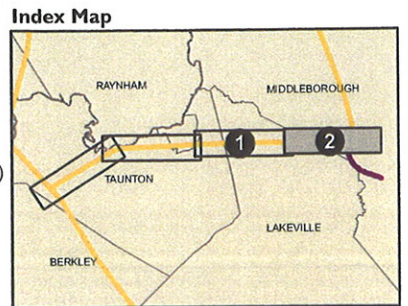 Index Map
RAYNHAM
MIDDLEBOROUGH
1
2
TAUNTON
LAKEVILLE
BERKLEY